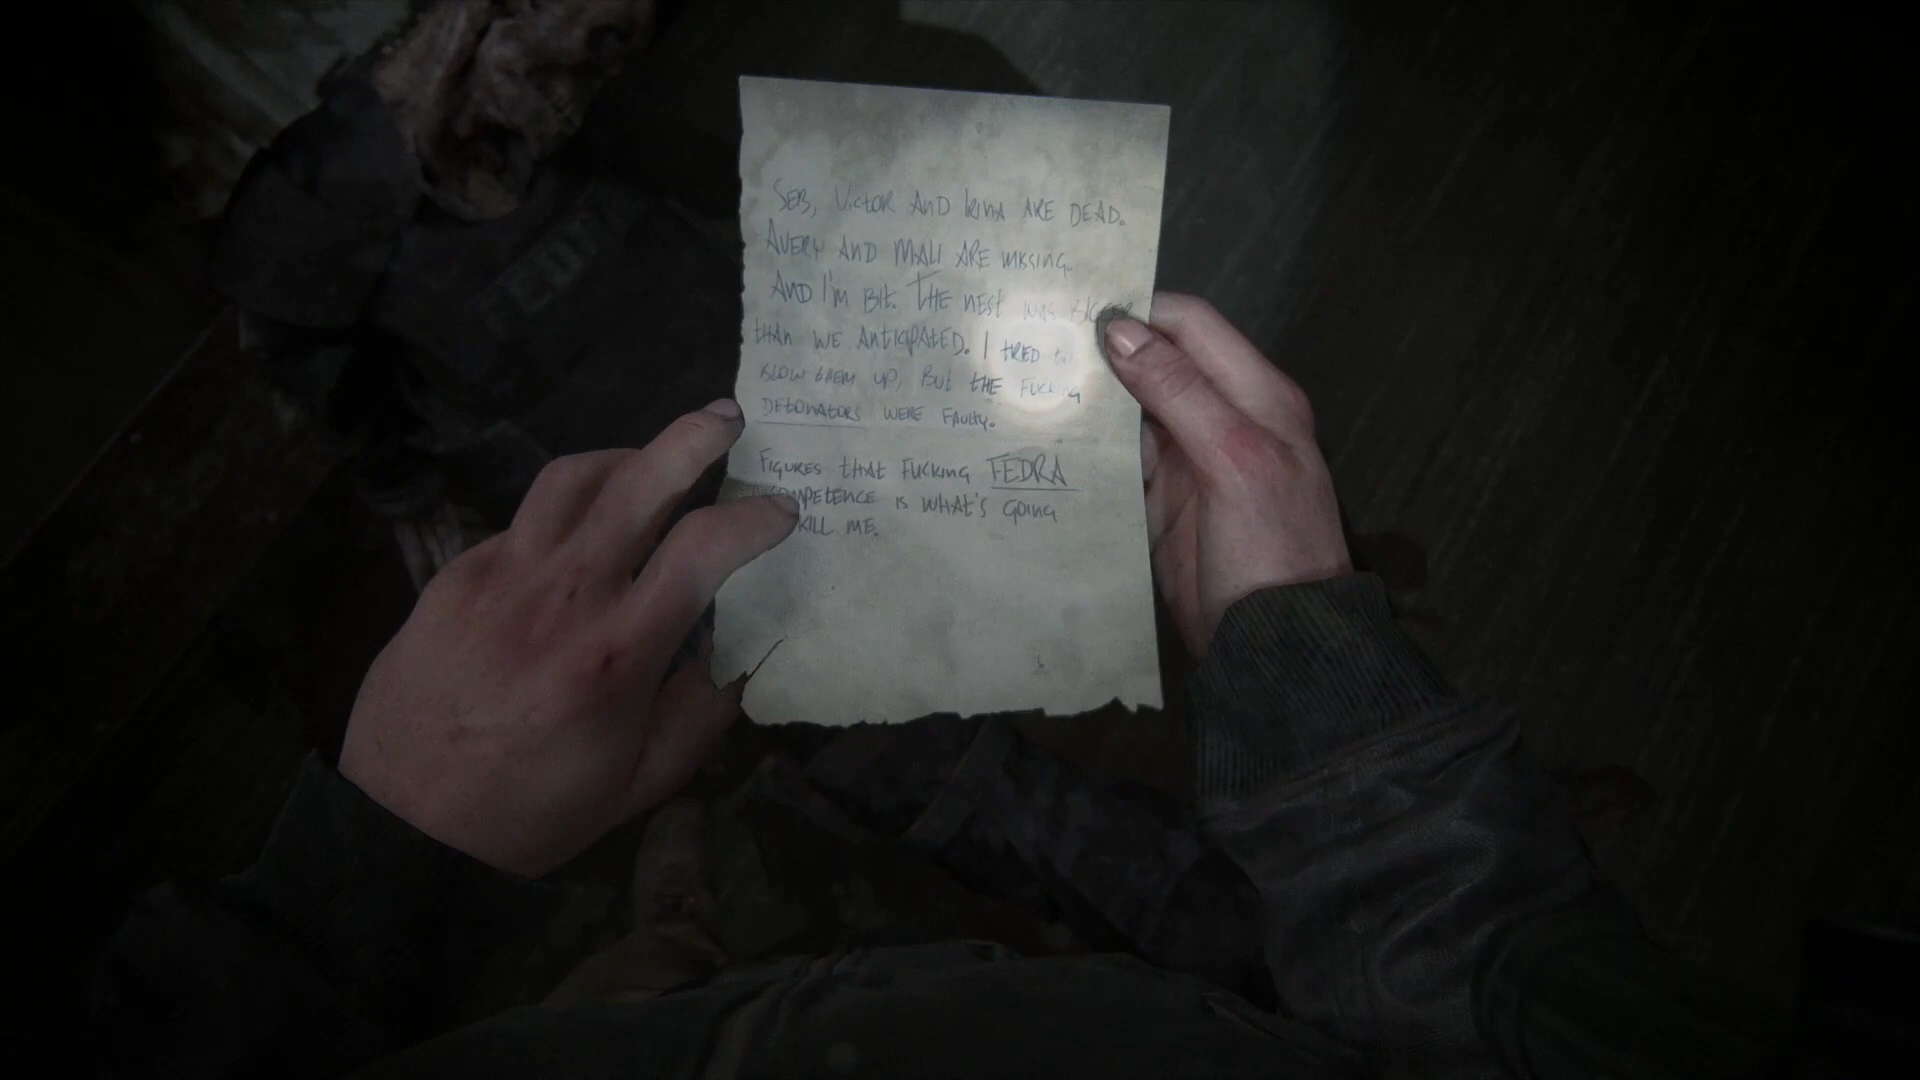 FEDRA
SEB, VICTOR AND IRINA ARE DEAD.
AVERY AND MALI ARE MISSING.
AND I'M BIT. THE NEST WAS BIGGER
THAN WE ANTICIPATED. I TRIED TO
BLOW THEM UP, BUT THE FUCKING
DETONATORS WERE FAULTY.
FIGURES THAT FUCKING FEDRA
INCOMPETENCE IS WHAT'S GOING
KILL ME.